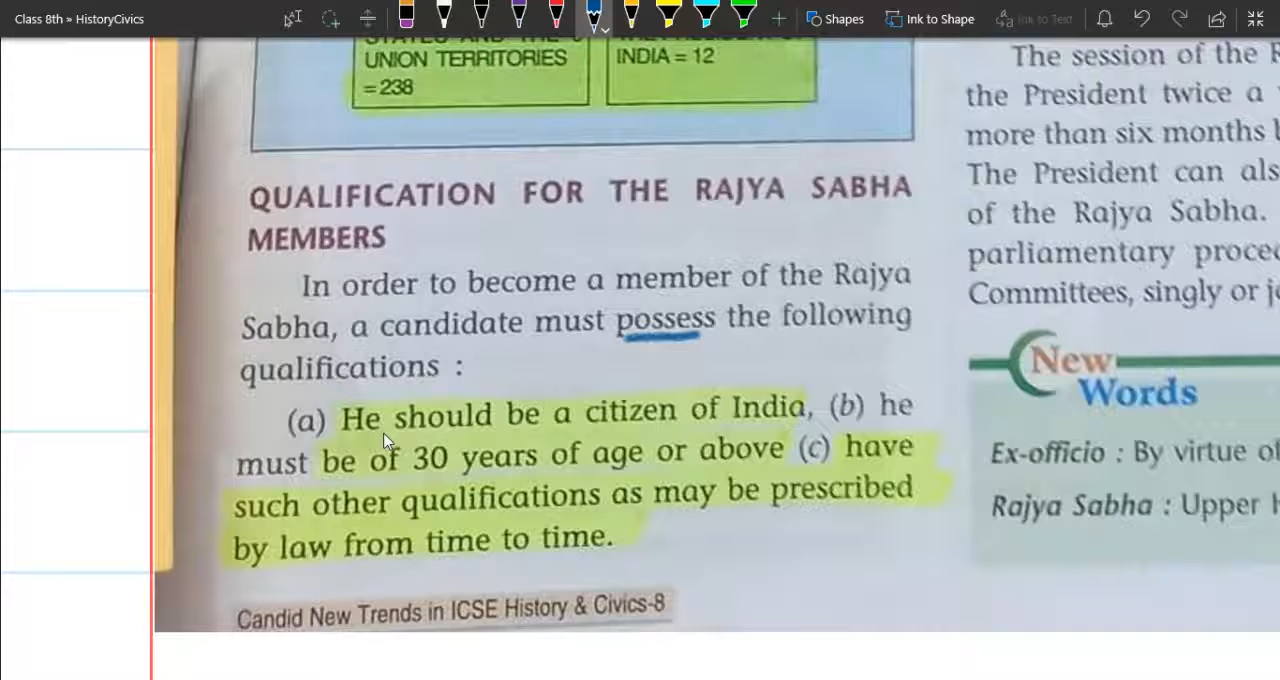 Class 8th » HistoryCivics
Shapes
Ink to Shape
Ink to Text
UNION TERRITORIES
= 238
INDIA = 12
QUALIFICATION FOR THE RAJYA SABHA
MEMBERS
In order to become a member of the Rajya
Sabha, a candidate must possess the following
qualifications :
(a) He should be a citizen of India, (b) he
must be of 30 years of age or above (c) have
such other qualifications as may be prescribed
by law from time to time.
Candid New Trends in ICSE History & Civics-8
The session of the
the President twice a
more than six months
The President can
of the Rajya Sabha.
parliamentary
Committees, singly or
New
Words
Ex-officio : By virtue
Rajya Sabha : Upper